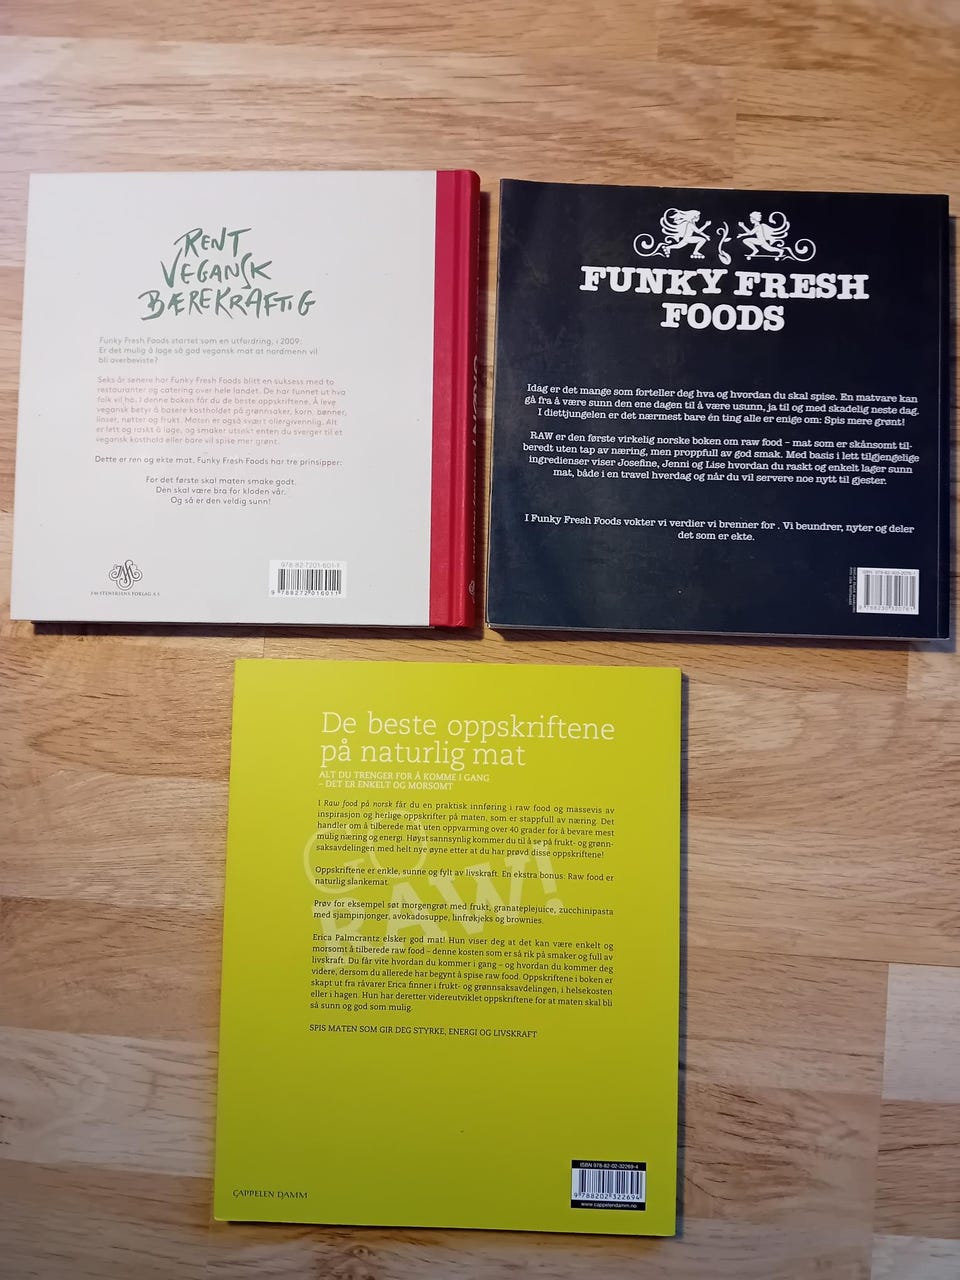 RENT
VEGANSK
BÆREKRAFTIG
Funky Fresh Foods startet som en utfordring, i 2009:
Er det mulig å lage så god vegansk mat at nordmenn vil
bli overbeviste?
Seks år senere har Funky Fresh Foods blitt en suksess med to
restauranter og catering over hele landet. De har funnet ut hva
folk vil ha. I denne boken får du de beste oppskriftene. Å leve
vegansk betyr å basere kostholdet på grønnsaker, korn, bønner,
linser, nøtter og frukt. Maten er også svært allergivennlig. Alt
er lett og raskt å lage, og smaker utsøkt enten du sverger til et
vegansk kosthold eller bare vil spise mer grønt.
Dette er ren og ekte mat. Funky Fresh Foods har tre prinsipper:
For det første skal maten smake godt.
Den skal være bra for kloden vår.
Og så er den veldig sunn!
J·M·STENERSENS FORLAG A.S
978-82-7201-601-1
9 788272 016011
FUNKY FRESH
FOODS
Idag er det mange som forteller deg hva og hvordan du skal spise. En matvare kan
gå fra å være sunn den ene dagen til å være usunn, ja til og med skadelig neste dag.
I diettjungelen er det nærmest bare én ting alle er enige om: Spis mere grønt!
RAW er den første virkelig norske boken om raw food – mat som er skånsomt til-
beredt uten tap av næring, men proppfull av god smak. Med basis i lett tilgjengelige
ingredienser viser Josefine, Jenni og Lise hvordan du raskt og enkelt lager sunn
mat, både i en travel hverdag og når du vil servere noe nytt til gjester.
I Funky Fresh Foods vokter vi verdier vi brenner for . Vi beundrer, nyter og deler
det som er ekte.
9 788230 320761
De beste oppskriftene
på naturlig mat
ALT DU TRENGER FOR Å KOMME I GANG
– DET ER ENKELT OG MORSOMT
GO
RAW!
I Raw food på norsk får du en praktisk innføring i raw food og massevis av
inspirasjon og herlige oppskrifter på maten, som er stappfull av næring. Det
handler om å tilberede mat uten oppvarming over 40 grader for å bevare mest
mulig næring og energi. Høyst sannsynlig kommer du til å se på frukt- og grønn-
saksavdelingen med helt nye øyne etter at du har prøvd disse oppskriftene!
Oppskriftene er enkle, sunne og fylt av livskraft. En ekstra bonus: Raw food er
naturlig slankemat.
Prøv for eksempel søt morgengrøt med frukt, granateplejuice, zucchinipasta
med sjampinjonger, avokadosuppe, linfrøkjeks og brownies.
Erica Palmcrantz elsker god mat! Hun viser deg at det kan være enkelt og
morsomt å tilberede raw food – denne kosten som er så rik på smaker og full av
livskraft. Du får vite hvordan du kommer i gang – og hvordan du kommer deg
videre, dersom du allerede har begynt å spise raw food. Oppskriftene i boken er
skapt ut fra råvarer Erica finner i frukt- og grønnsaksavdelingen, i helsekosten
eller i hagen. Hun har deretter videreutviklet oppskriftene for at maten skal bli
så sunn og god som mulig.
SPIS MATEN SOM GIR DEG STYRKE, ENERGI OG LIVSKRAFT
CAPPELEN DAMM
ISBN 978-82-02-32269-4
9 788202 322694
www.cappelendamm.no